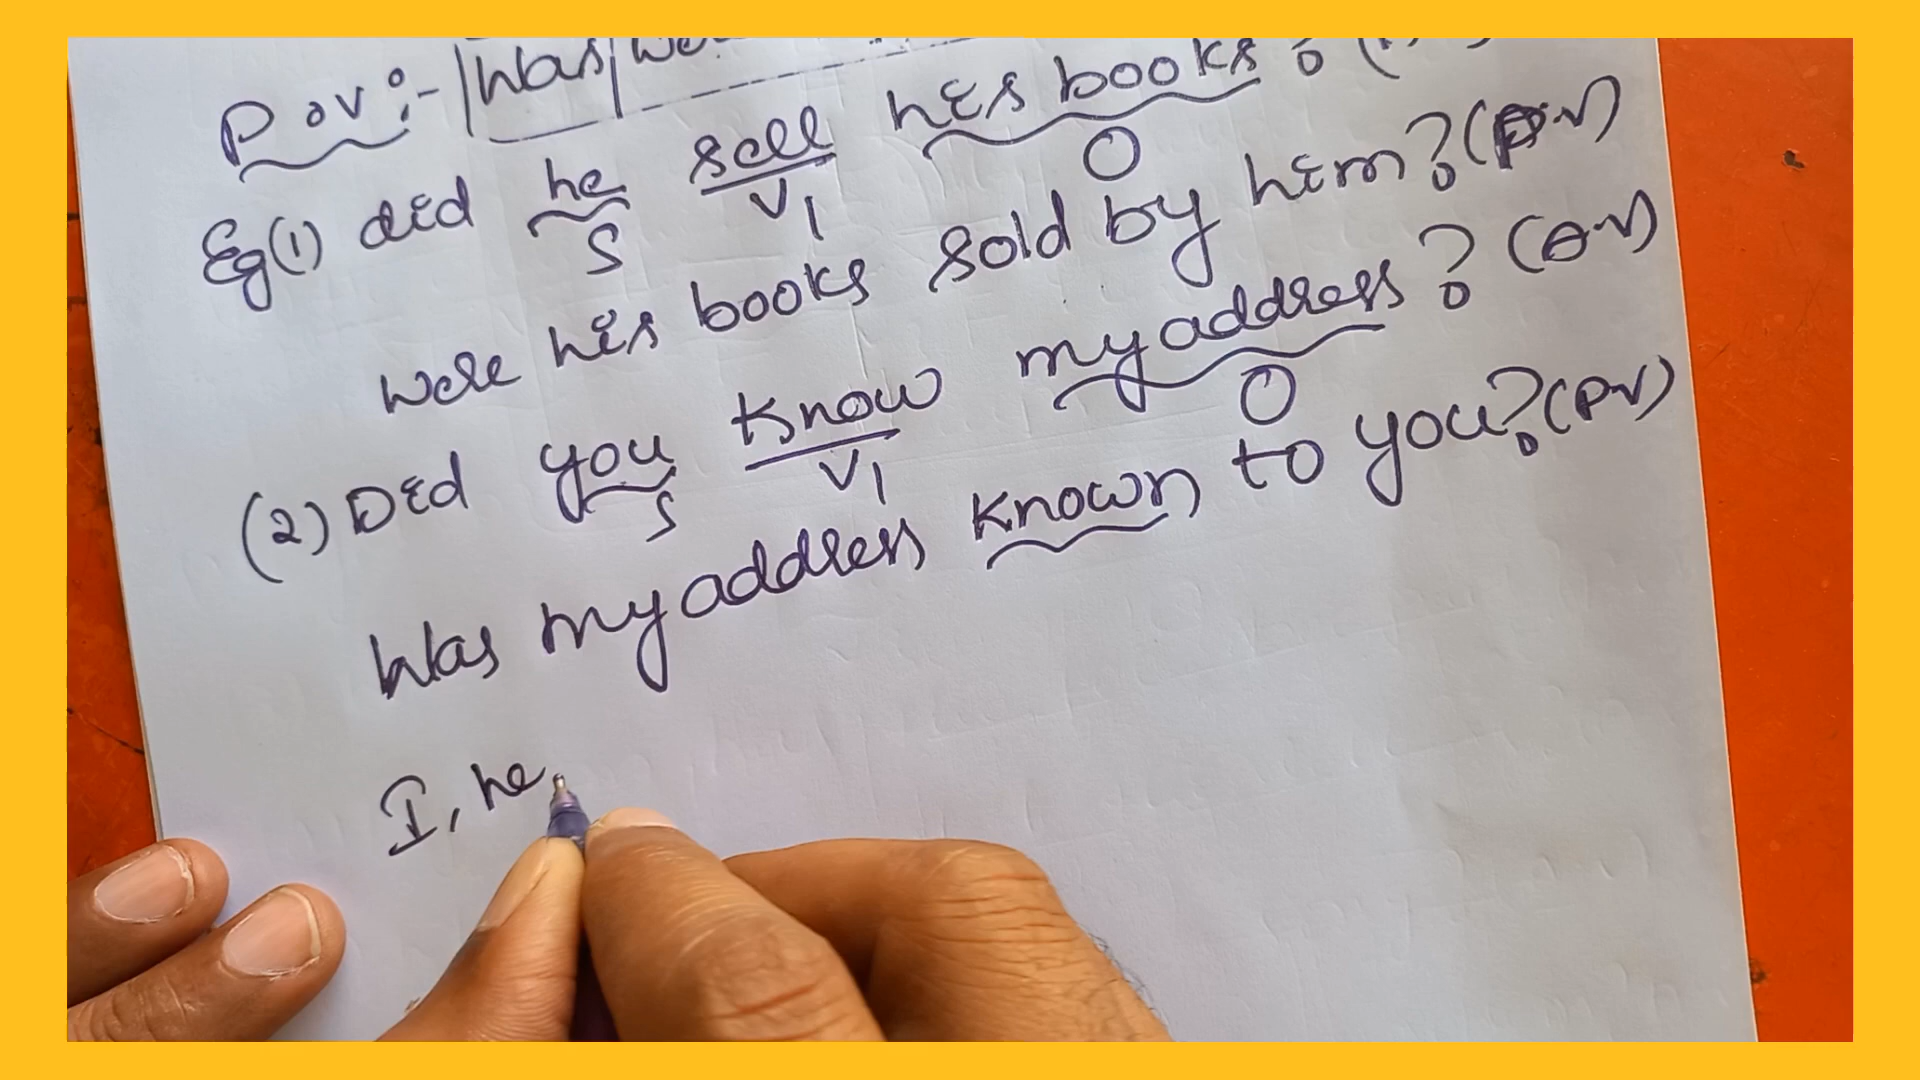 P.V :- |Was|we
Eg(1) did he sell his books ? (
S V1 O
Were his books sold by him? (P.V)
(2) Did you know my address? (A.V)
S V1 O
Was my address known to you? (P.V)
I, he,